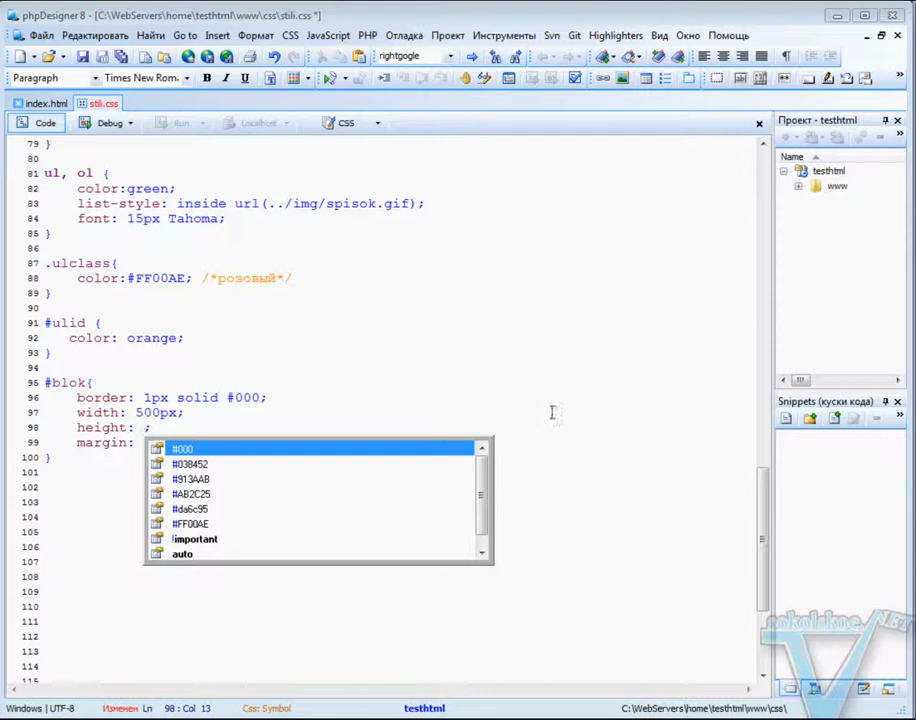 phpDesigner 8 - [C:\WebServers\home\testhtml\www\css\stili.css *]
Файл Редактировать Найти Go to Insert Формат CSS JavaScript PHP Отладка Проект Инструменты Svn Git Highlighters Вид Окно Помощь
rightgoogle
Paragraph Times New Rom. B I U
index.html stili.css
Code Debug Run Localhost CSS
Проект - testhtml
Name
testhtml
www
79 }
80
81 ul, ol {
82 color:green;
83 list-style: inside url(../img/spisok.gif);
84 font: 15px Tahoma;
85 }
86
87 .ulclass{
88 color:#FF00AE; /*розовый*/
89 }
90
91 #ulid {
92 color: orange;
93 }
94
95 #blok{
96 border: 1px solid #000;
97 width: 500px;
98 height: ;
99 margin:
100 }
101
102
103
104
105
106
107
108
109
110
111
112
113
114
115
#000
#038452
#913AAB
#AB2C25
#da6c95
#FF00AE
!important
auto
Snippets (куски кода)
sokolkoe.NET
Windows \ UTF-8 Изменен Ln 98 : Col 13 Css: Symbol testhtml C:\WebServers\home\testhtml\www\css\